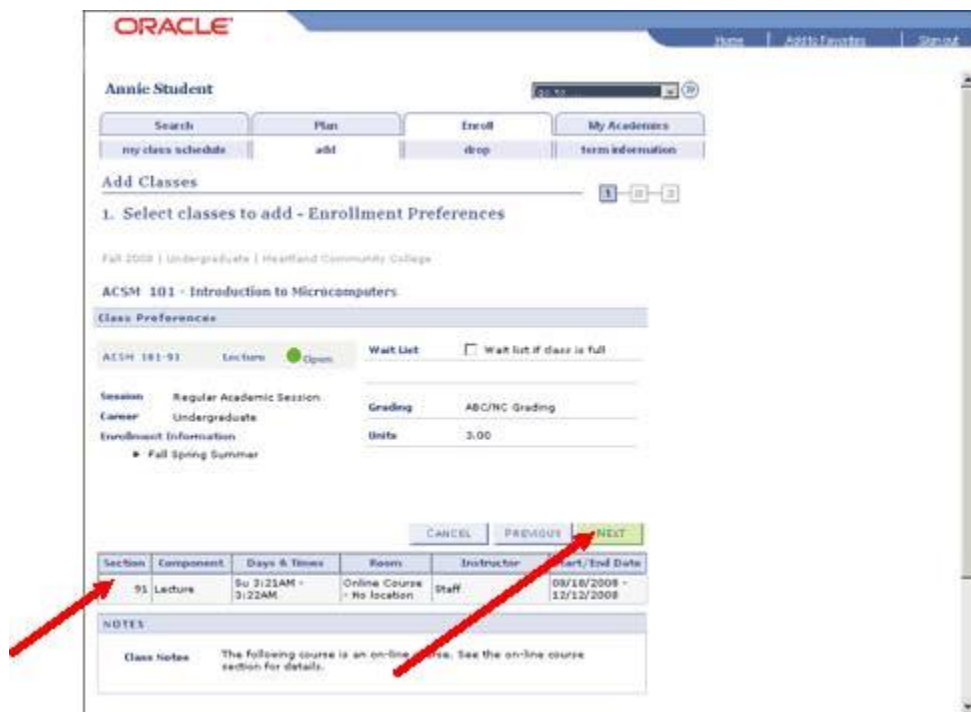 ORACLE
Home | Add to Favorites | Sign out
Annie Student
go to ...
Search Plan Enroll My Academics
my class schedule add drop term information
Add Classes
1 2 3
1. Select classes to add - Enrollment Preferences
Fall 2008 | Undergraduate | Heartland Community College
ACSM 101 - Introduction to Microcomputers
Class Preferences
ACSM 101-91 Lecture Open
Wait List Wait list if class is full
Session Regular Academic Session
Career Undergraduate
Enrollment Information
Fall Spring Summer
Grading ABC/NC Grading
Units 3.00
CANCEL PREVIOUS NEXT
Section Component Days & Times Room Instructor Start/End Date
91 Lecture Su 3:21AM - 3:22AM Online Course - No location Staff 08/18/2008 - 12/12/2008
NOTES
Class Notes The following course is an on-line course. See the on-line course
section for details.